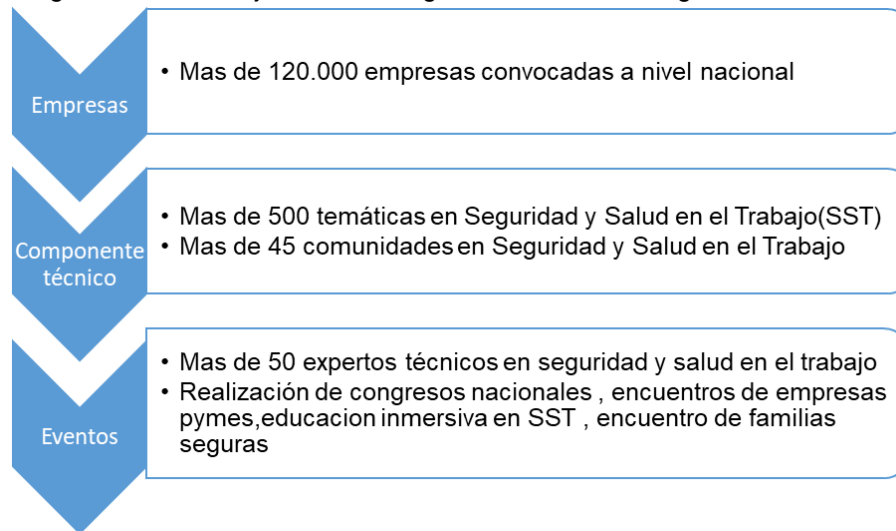 Empresas
• Mas de 120.000 empresas convocadas a nivel nacional
Componente
técnico
• Mas de 500 temáticas en Seguridad y Salud en el Trabajo(SST)
• Mas de 45 comunidades en Seguridad y Salud en el Trabajo
Eventos
• Mas de 50 expertos técnicos en seguridad y salud en el trabajo
• Realización de congresos nacionales , encuentros de empresas
pymes,educacion inmersiva en SST , encuentro de familias
seguras